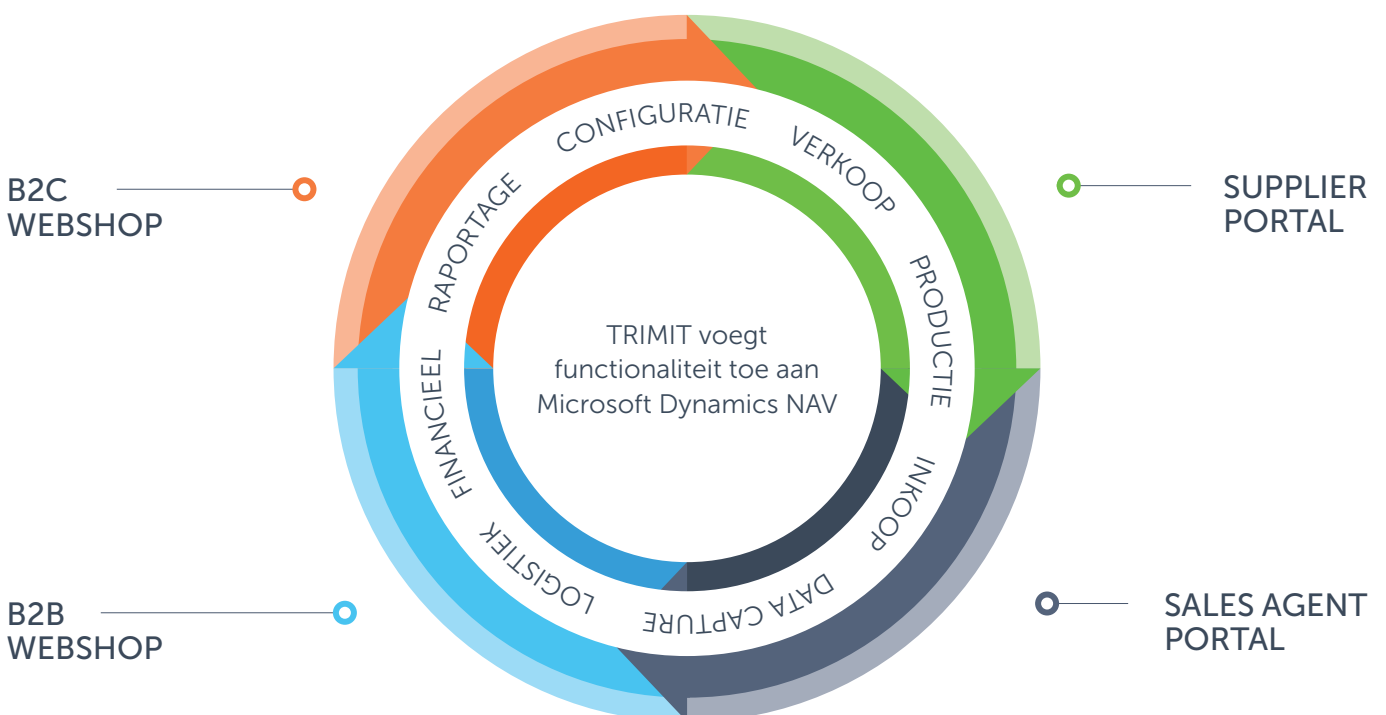 CONFIGURATIE
VERKOOP
PRODUCTIE
INKOOP
DATA CAPTURE
LOGISTIEK
FINANCIEEL
RAPORTAGE
B2C
WEBSHOP
SUPPLIER
PORTAL
TRIMIT voegt
functionaliteit toe aan
Microsoft Dynamics NAV
B2B
WEBSHOP
SALES AGENT
PORTAL